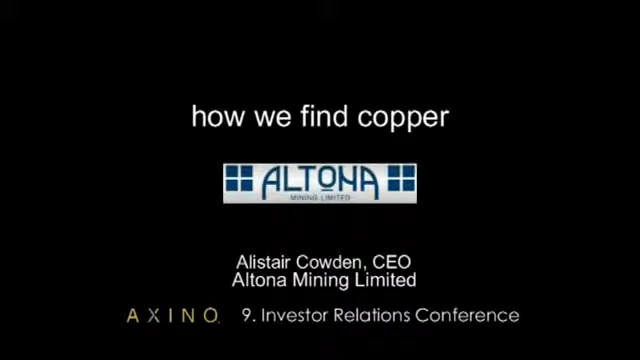 how we find copper
ALTONA
MINING LIMITED
Alistair Cowden, CEO
Altona Mining Limited
AXINO. 9. Investor Relations Conference